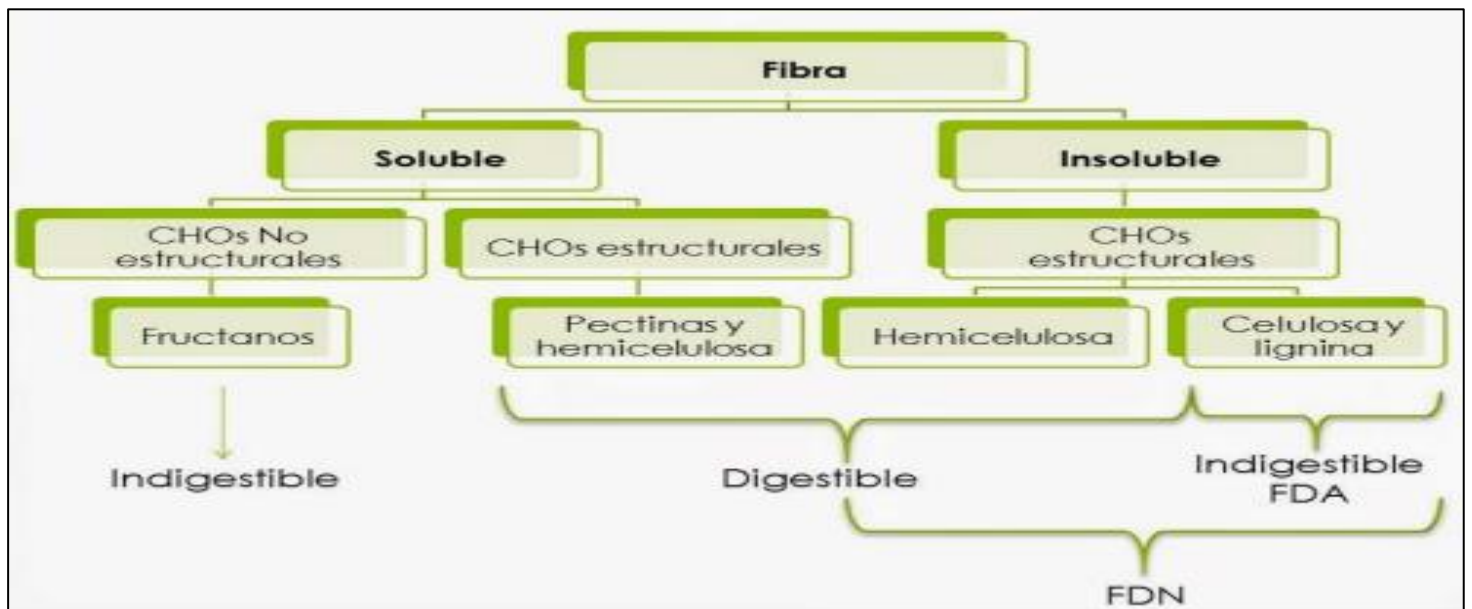 Fibra
Soluble
Insoluble
CHOs No
estructurales
CHOs estructurales
CHOs
estructurales
Fructanos
Pectinas y
hemicelulosa
Hemicelulosa
Celulosa y
lignina
Indigestible
Digestible
Indigestible
FDA
FDN